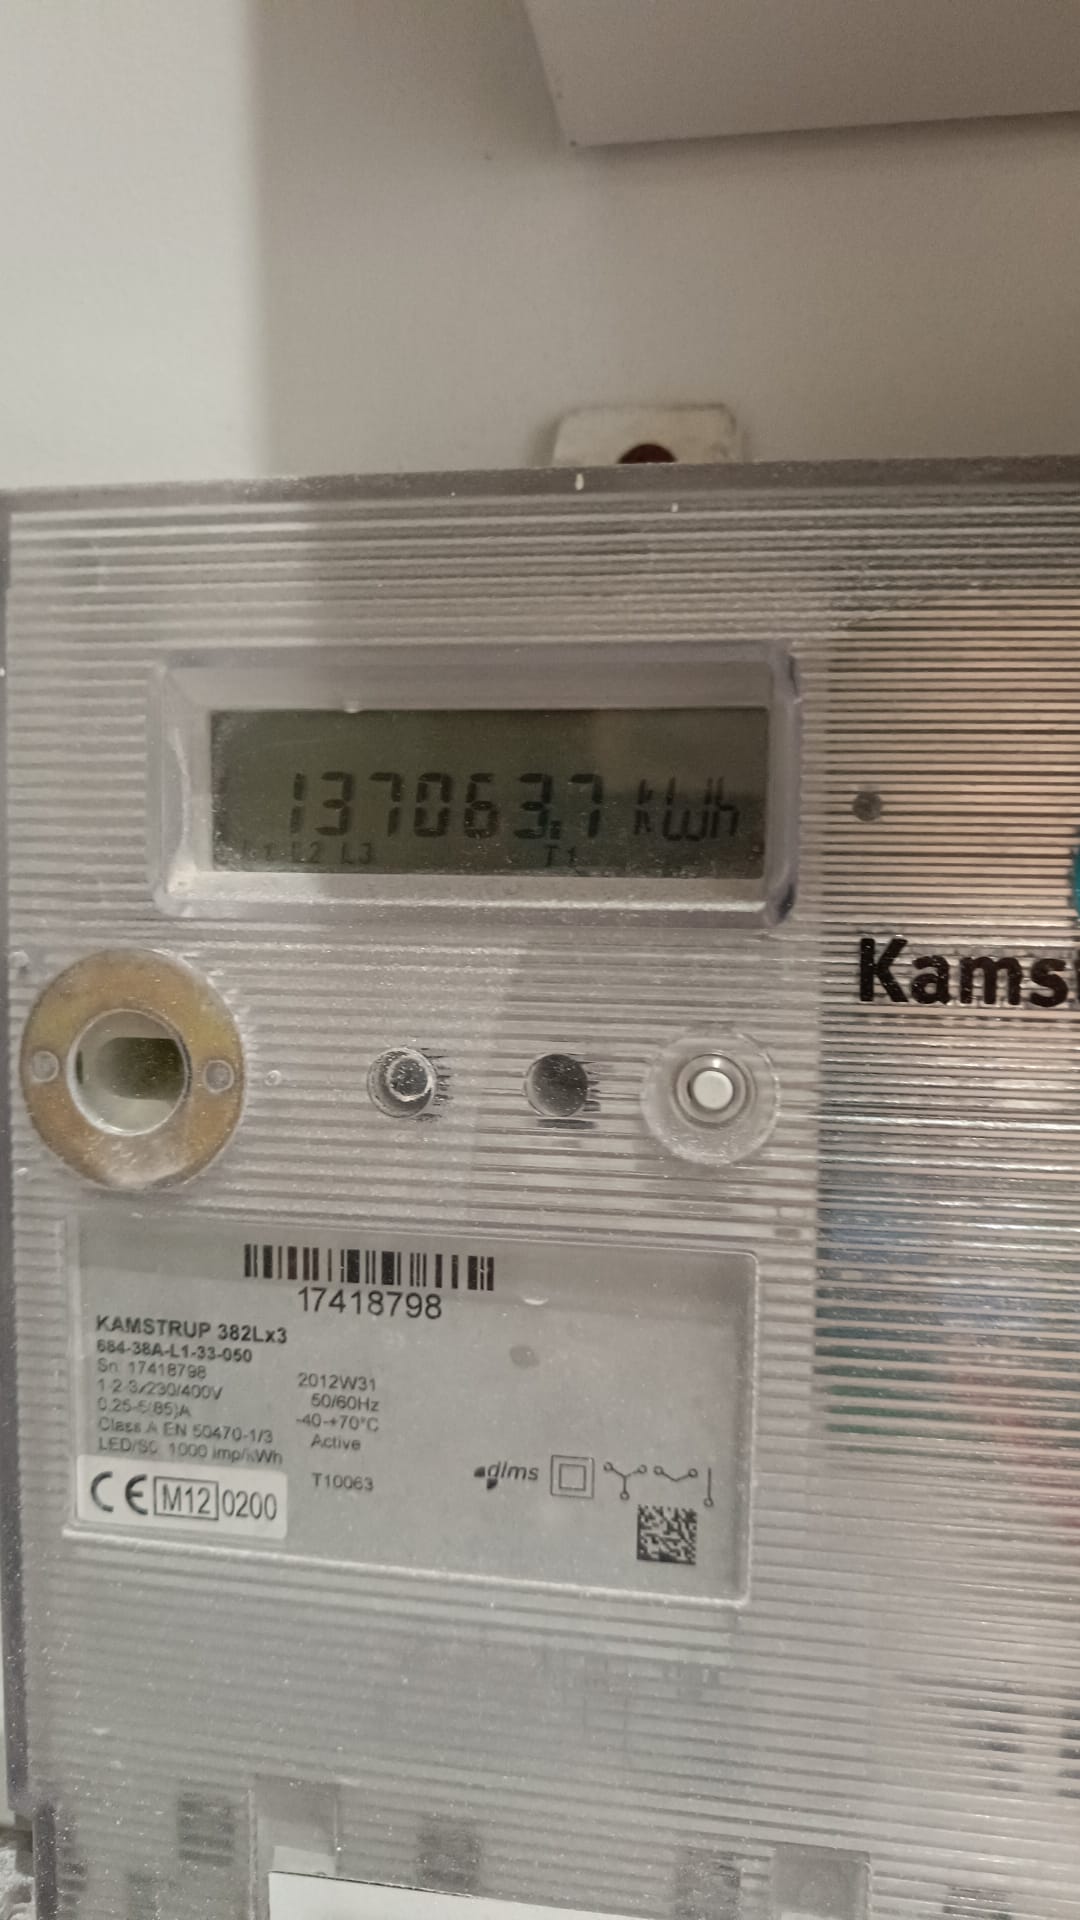 137063.7 kWh
L1 L2 L3 T1
Kams
17418798
KAMSTRUP 382Lx3
684-38A-L1-33-050
Sn: 17418798
1-2-3x230/400V
0,25-5(85)A
Class A EN 50470-1/3
LED/S0 1000 imp/kWh
2012W31
50/60Hz
-40-+70°C
Active
T10063
dlms
CE M12 0200